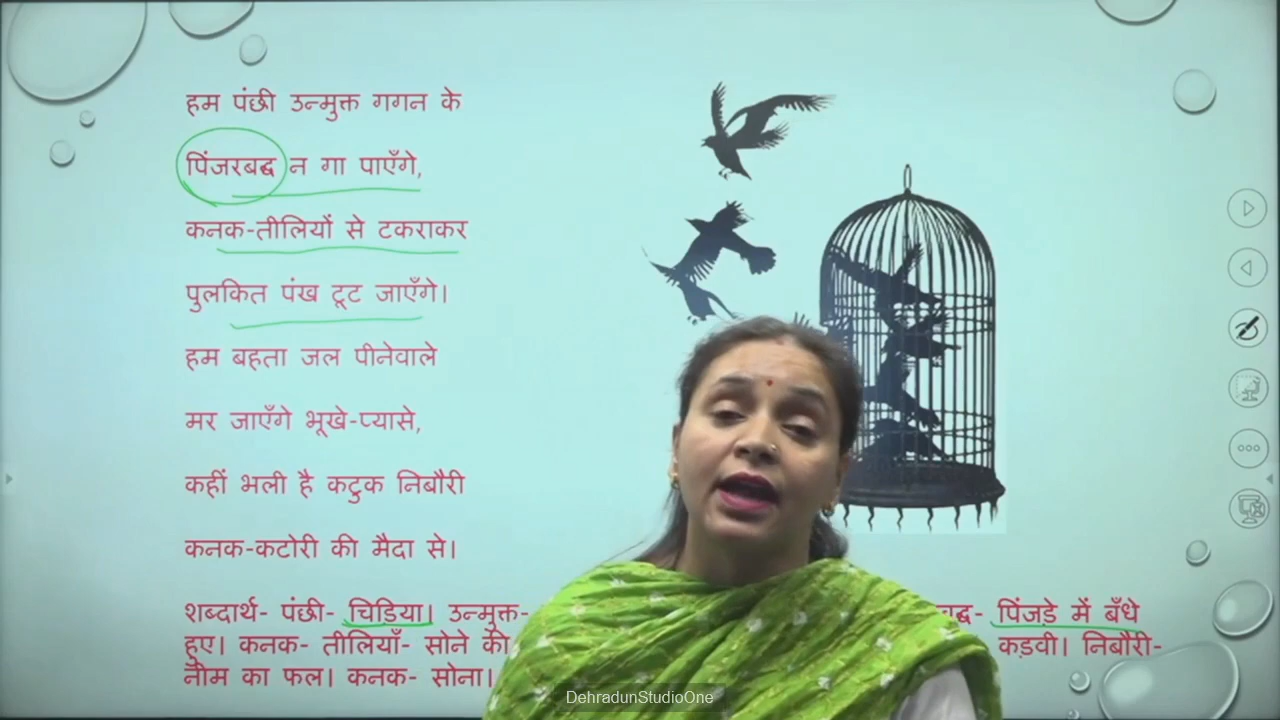 हम पंछी उन्मुक्त गगन के
पिंजरबद्ध न गा पाएँगे,
कनक-तीलियों से टकराकर
पुलकित पंख टूट जाएँगे।
हम बहता जल पीनेवाले
मर जाएँगे भूखे-प्यासे,
कहीं भली है कटुक निबौरी
कनक-कटोरी की मैदा से।
शब्दार्थ- पंछी- चिडिया। उन्मुक्त- पिंजड़े में बँधे
हुए। कनक- तीलियाँ- सोने की कड़वी। निबौरी-
नीम का फल। कनक- सोना।
DehradunStudioOne